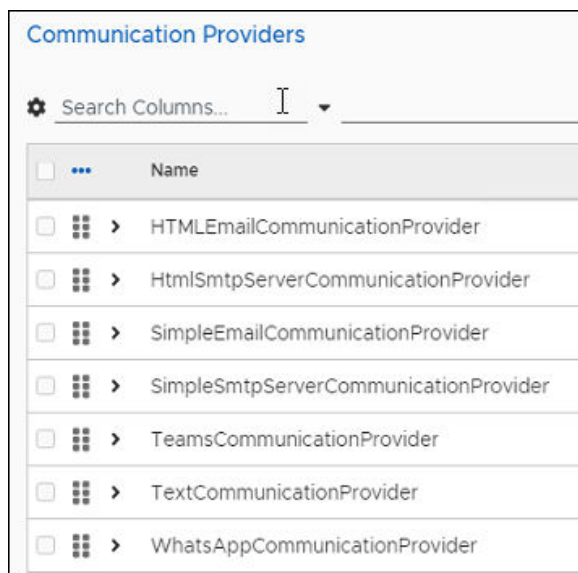 Communication Providers
Search Columns...
Name
HTMLEmailCommunicationProvider
HtmlSmtpServerCommunicationProvider
SimpleEmailCommunicationProvider
SimpleSmtpServerCommunicationProvider
TeamsCommunicationProvider
TextCommunicationProvider
WhatsAppCommunicationProvider